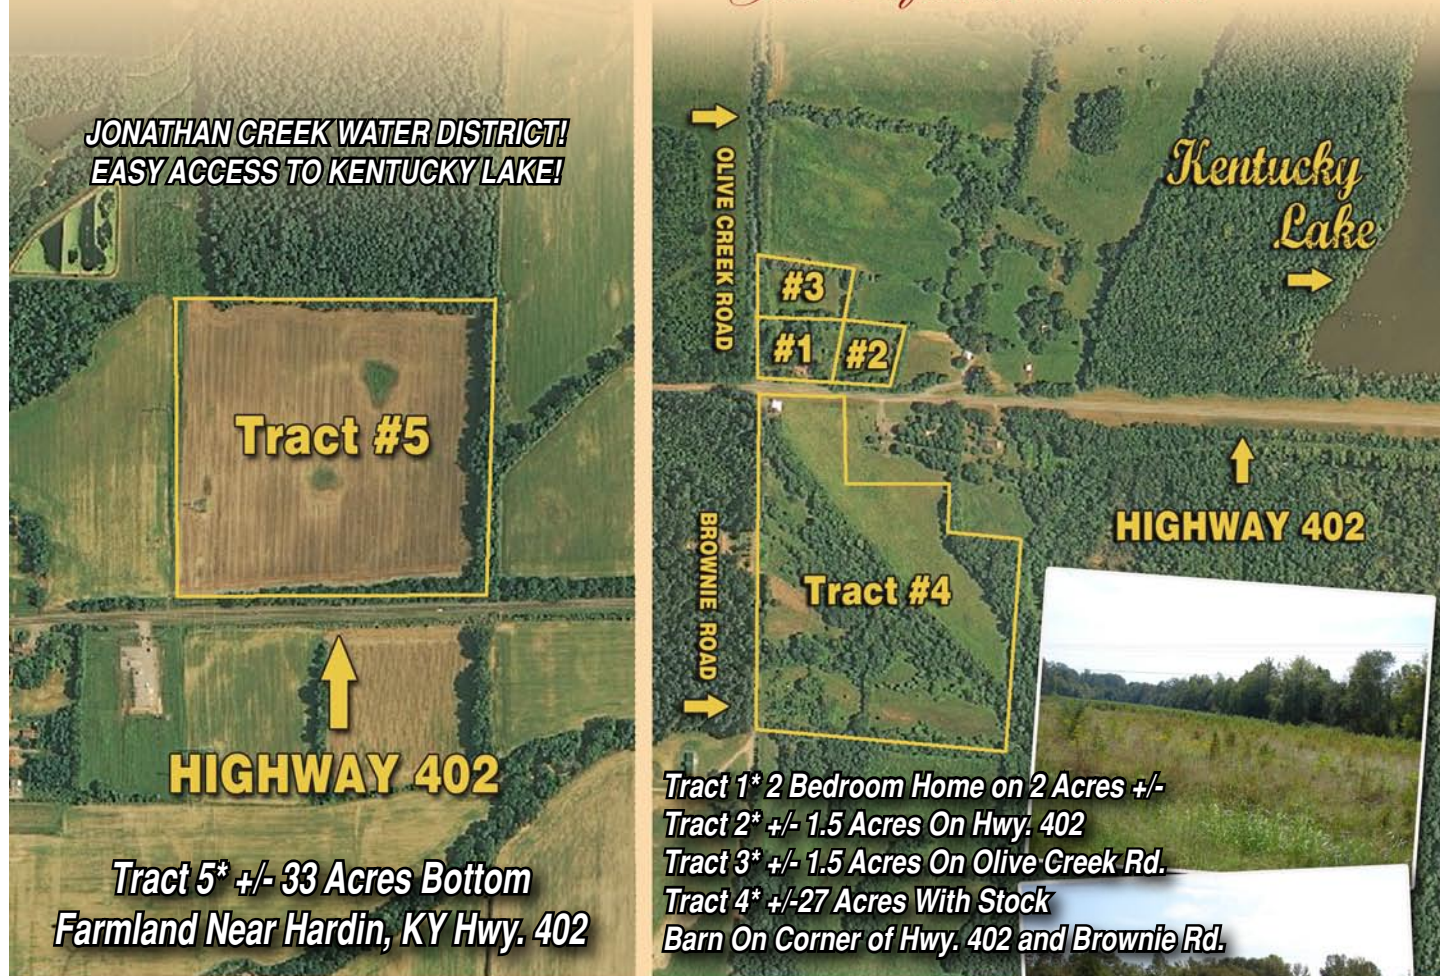 JONATHAN CREEK WATER DISTRICT!
EASY ACCESS TO KENTUCKY LAKE!
Tract #5
HIGHWAY 402
Tract 5* +/- 33 Acres Bottom
Farmland Near Hardin, KY Hwy. 402
OLIVE CREEK ROAD
Kentucky
Lake
#3
#1
#2
HIGHWAY 402
BROWNIE ROAD
Tract #4
Tract 1* 2 Bedroom Home on 2 Acres +/-
Tract 2* +/- 1.5 Acres On Hwy. 402
Tract 3* +/- 1.5 Acres On Olive Creek Rd.
Tract 4* +/-27 Acres With Stock
Barn On Corner of Hwy. 402 and Brownie Rd.